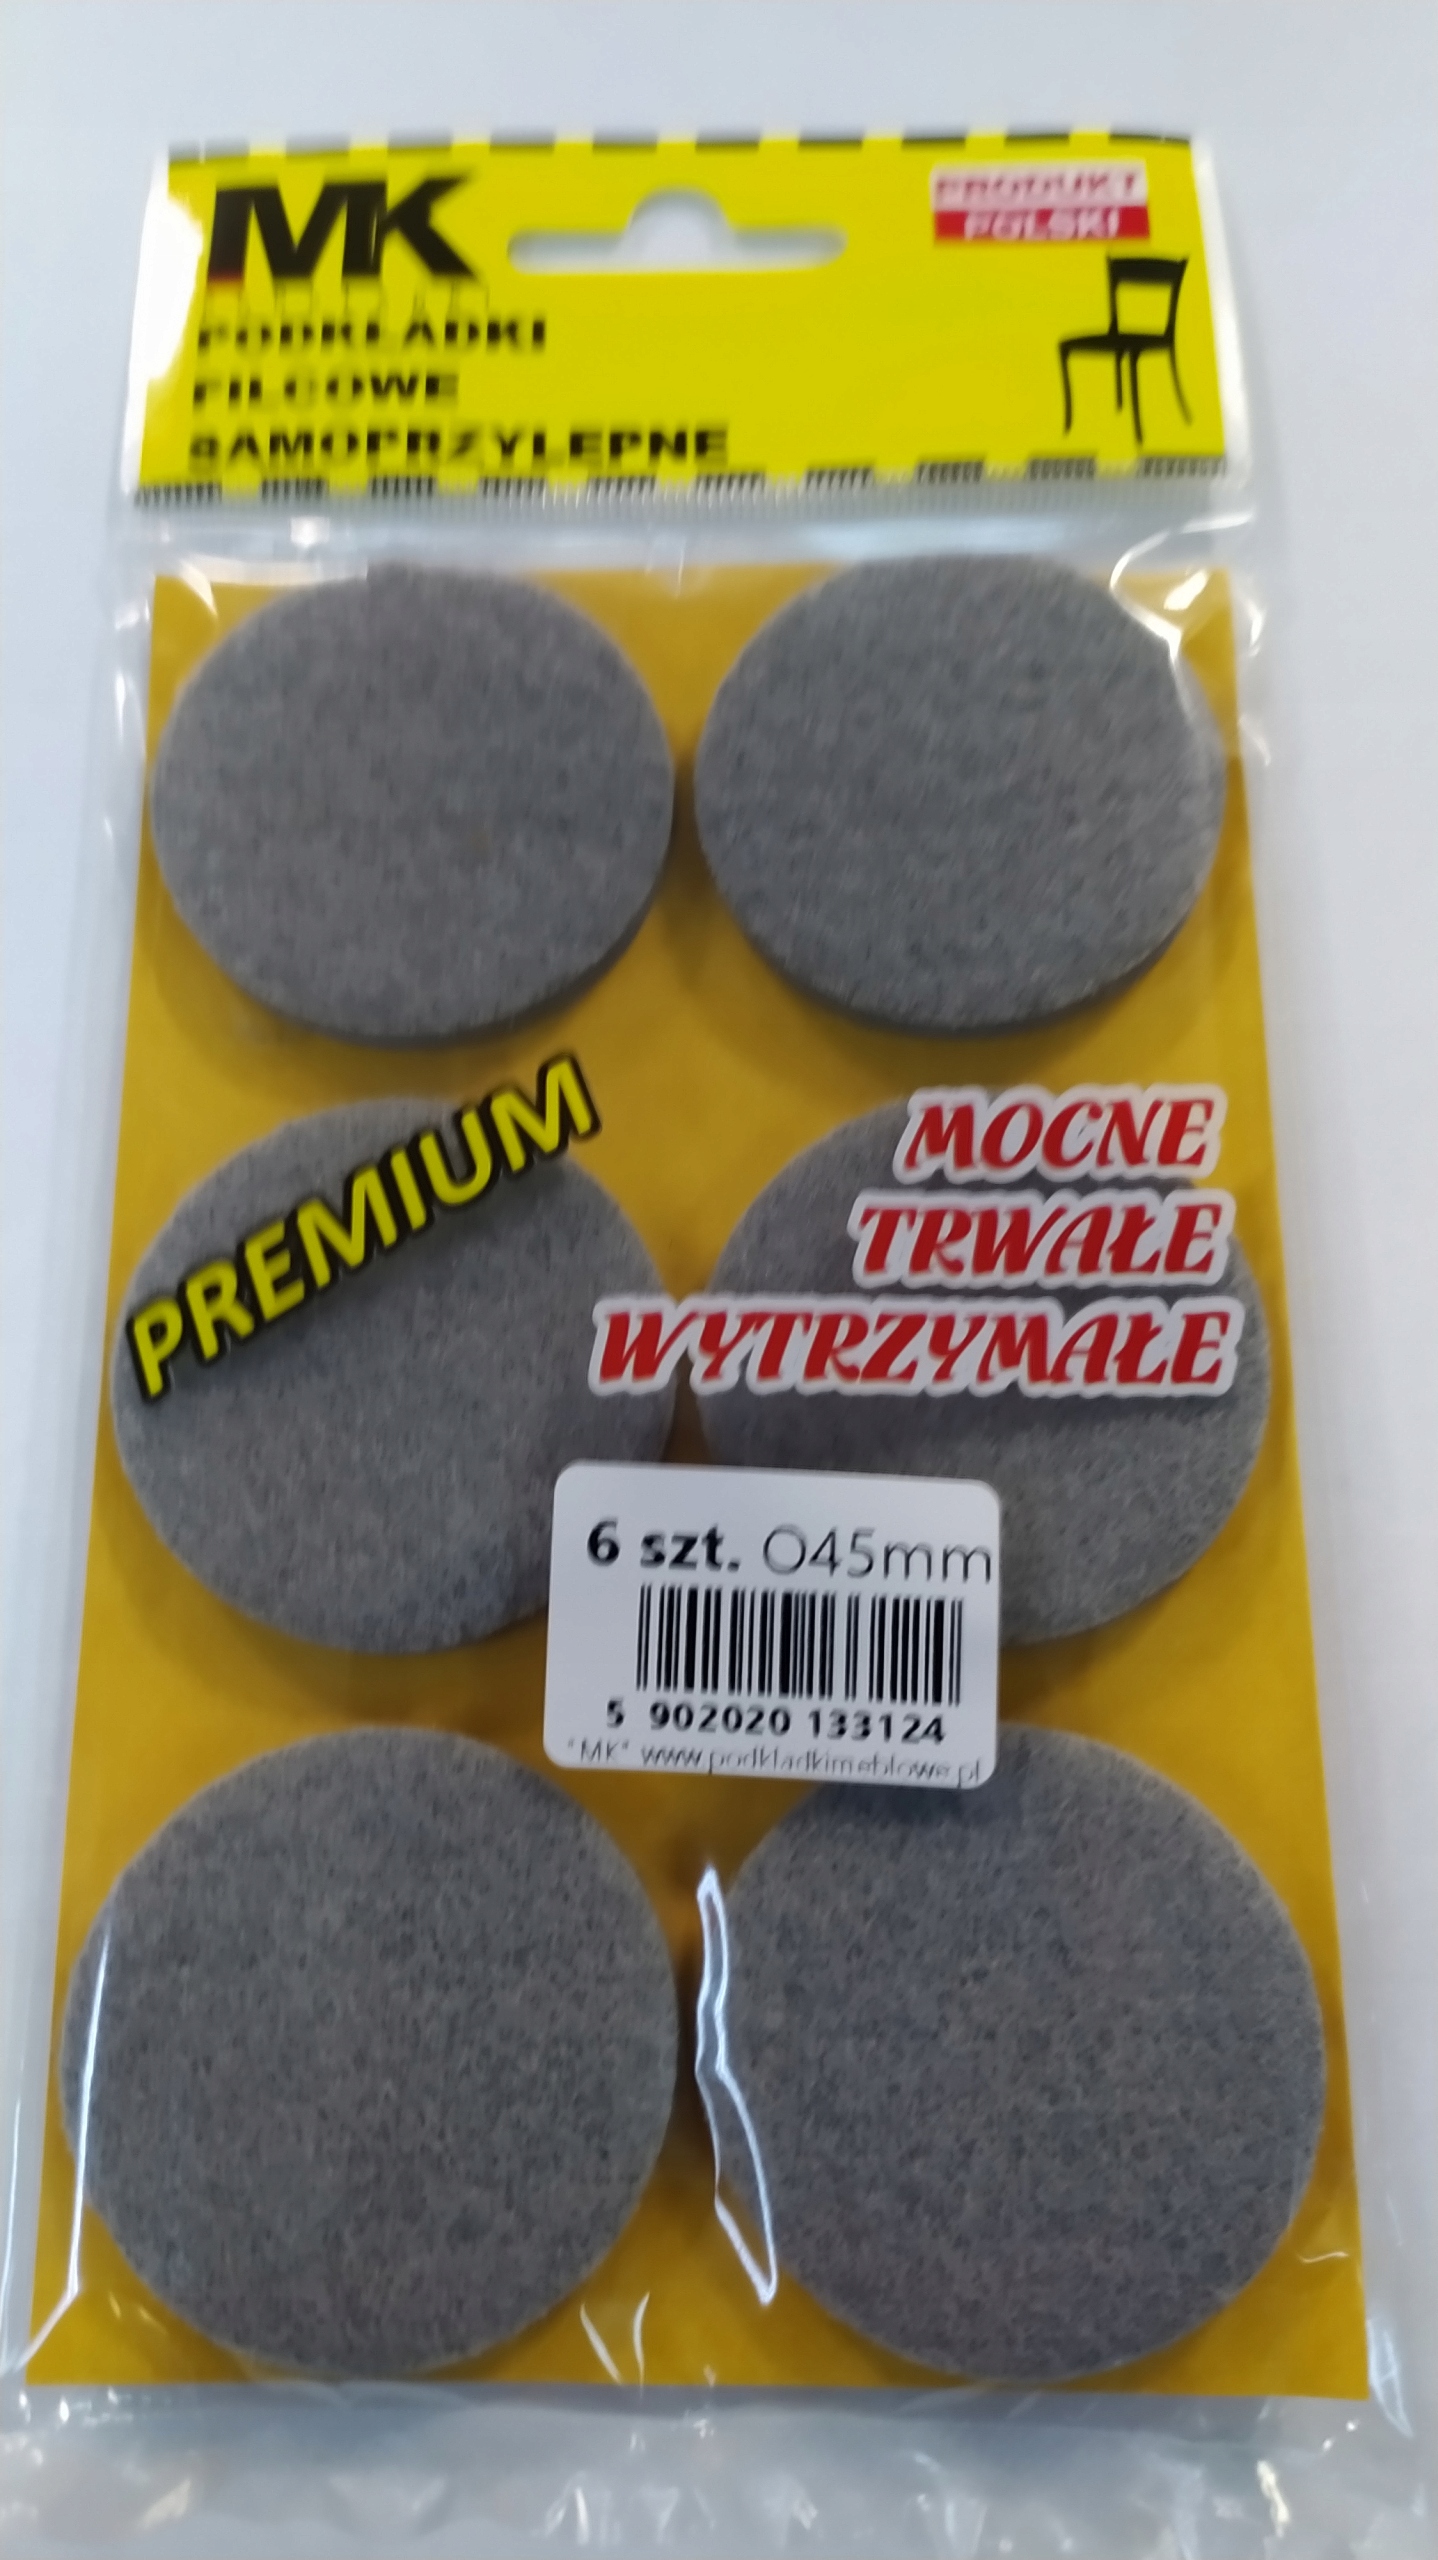 MK
PRODUKT
POLSKI
PODKŁADKI
FILCOWE
SAMOPRZYLEPNE
PREMIUM
MOCNE
TRWAŁE
WYTRZYMAŁE
6 szt. O45mm
5 902020 133124
"MK" www.podkladkimeblowe.pl